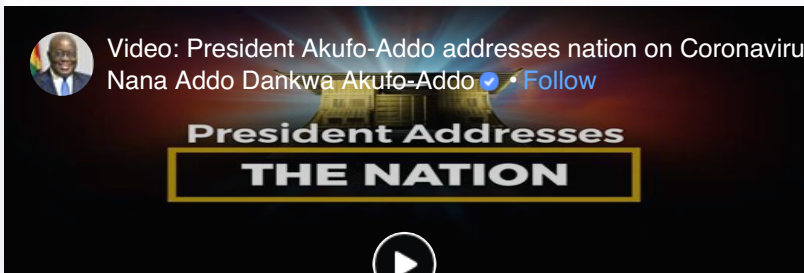 Video: President Akufo-Addo addresses nation on Coronaviru
Nana Addo Dankwa Akufo-Addo • Follow
President Addresses
THE NATION